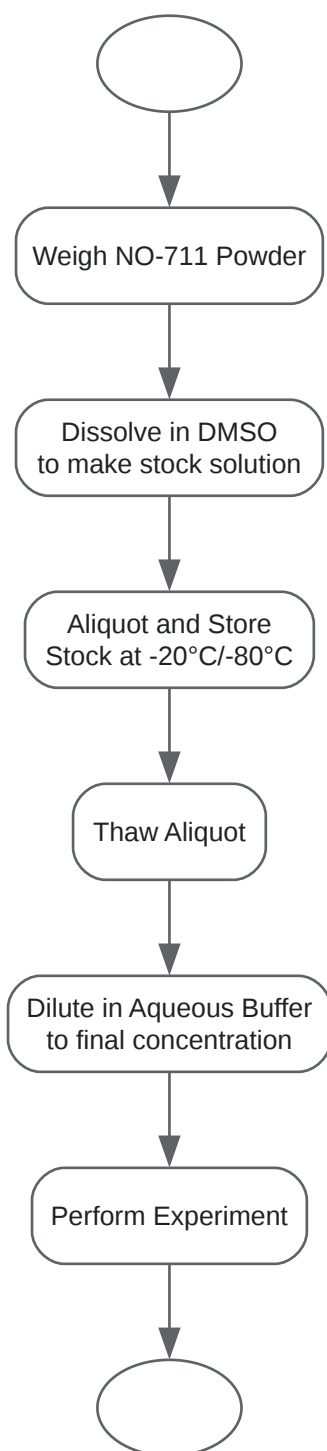 Weigh NO-711 Powder
Dissolve in DMSO
to make stock solution
Aliquot and Store
Stock at -20°C/-80°C
Thaw Aliquot
Dilute in Aqueous Buffer
to final concentration
Perform Experiment